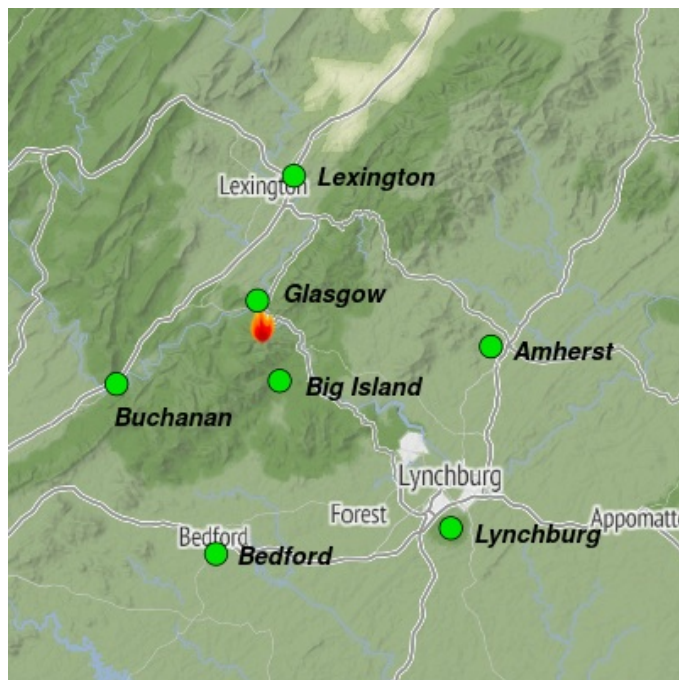 Lexington
Lexington
Glasgow
Amherst
Big Island
Buchanan
Lynchburg
Forest
Appomatto
Lynchburg
Bedford
Bedford